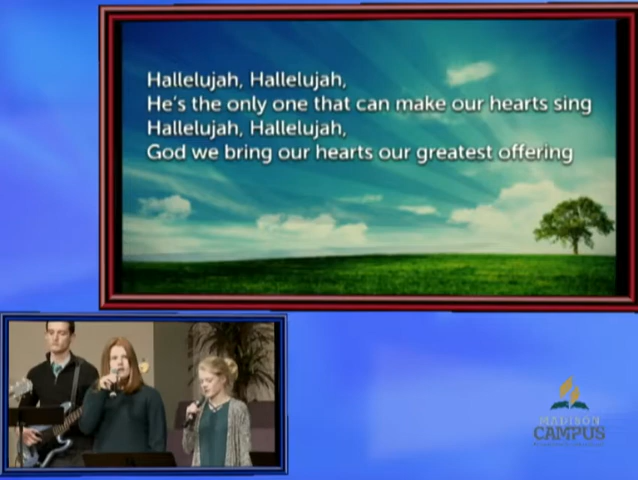 Hallelujah, Hallelujah,
He's the only one that can make our hearts sing
Hallelujah, Hallelujah,
God we bring our hearts our greatest offering
MADISON
CAMPUS